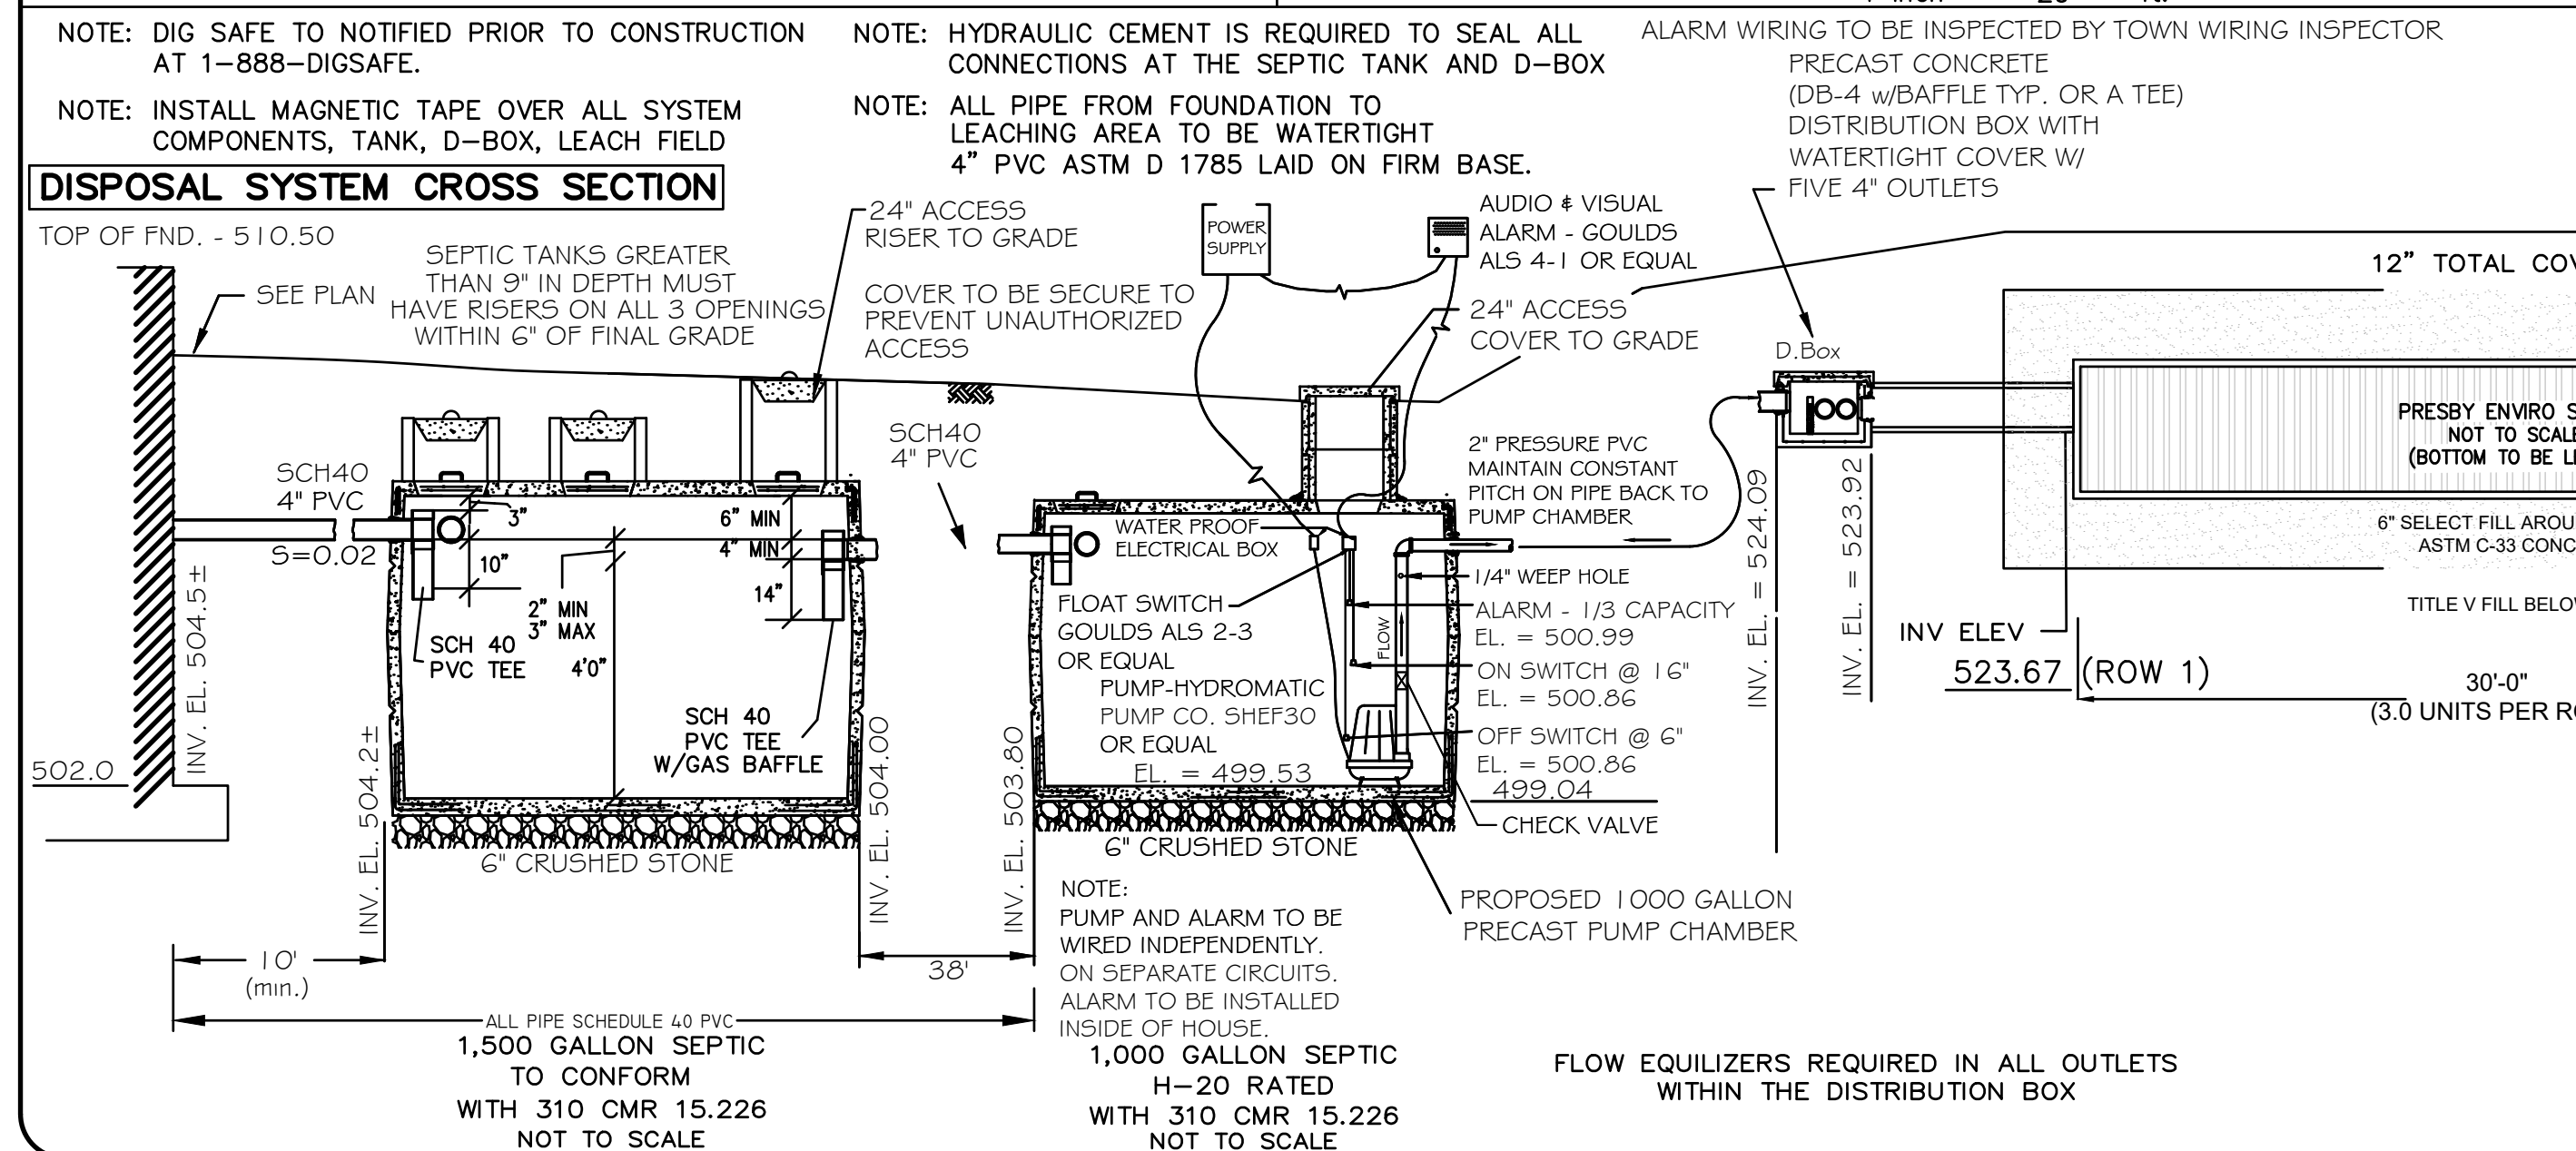 NOTE: DIG SAFE TO NOTIFIED PRIOR TO CONSTRUCTION
AT 1-888-DIGSAFE.
NOTE: INSTALL MAGNETIC TAPE OVER ALL SYSTEM
COMPONENTS, TANK, D-BOX, LEACH FIELD
NOTE: HYDRAULIC CEMENT IS REQUIRED TO SEAL ALL
CONNECTIONS AT THE SEPTIC TANK AND D-BOX
NOTE: ALL PIPE FROM FOUNDATION TO
LEACHING AREA TO BE WATERTIGHT
4" PVC ASTM D 1785 LAID ON FIRM BASE.
ALARM WIRING TO BE INSPECTED BY TOWN WIRING INSPECTOR
PRECAST CONCRETE
(DB-4 w/BAFFLE TYP. OR A TEE)
DISTRIBUTION BOX WITH
WATERTIGHT COVER W/
FIVE 4" OUTLETS
DISPOSAL SYSTEM CROSS SECTION
TOP OF FND. - 510.50
SEE PLAN
SEPTIC TANKS GREATER
THAN 9" IN DEPTH MUST
HAVE RISERS ON ALL 3 OPENINGS
WITHIN 6" OF FINAL GRADE
24" ACCESS
RISER TO GRADE
COVER TO BE SECURE TO
PREVENT UNAUTHORIZED
ACCESS
POWER
SUPPLY
AUDIO & VISUAL
ALARM - GOULDS
ALS 4-1 OR EQUAL
24" ACCESS
COVER TO GRADE
D.Box
12" TOTAL
SCH40
4" PVC
S=0.02
3"
10"
2" MIN
3" MAX
4'0"
6" MIN
4" MIN
14"
SCH 40
PVC TEE
SCH 40
PVC TEE
W/GAS BAFFLE
SCH40
4" PVC
WATER PROOF
ELECTRICAL BOX
FLOAT SWITCH
GOULDS ALS 2-3
OR EQUAL
PUMP-HYDROMATIC
PUMP CO. SHEF30
OR EQUAL
EL. = 499.53
FLOW
2" PRESSURE PVC
MAINTAIN CONSTANT
PITCH ON PIPE BACK TO
PUMP CHAMBER
1/4" WEEP HOLE
ALARM - 1/3 CAPACITY
EL. = 500.99
ON SWITCH @ 16"
EL. = 500.86
OFF SWITCH @ 6"
EL. = 500.86
499.04
CHECK VALVE
PROPOSED 1000 GALLON
PRECAST PUMP CHAMBER
INV. EL. = 524.09
INV. EL. = 523.92
INV ELEV
523.67 (ROW 1)
PRESBY ENVIRO
NOT TO SCALE
(BOTTOM TO BE
6" SELECT FILL
ASTM C-33
TITLE V FILL
30'-0"
(3.0 UNITS PER
502.0
INV. EL. 504.5±
INV. EL. 504.2±
INV. EL. 504.00
INV. EL. 503.80
6" CRUSHED STONE
6" CRUSHED STONE
10'
(min.)
38'
ALL PIPE SCHEDULE 40 PVC
1,500 GALLON SEPTIC
TO CONFORM
WITH 310 CMR 15.226
NOT TO SCALE
NOTE:
PUMP AND ALARM TO BE
WIRED INDEPENDENTLY.
ON SEPARATE CIRCUITS.
ALARM TO BE INSTALLED
INSIDE OF HOUSE.
1,000 GALLON SEPTIC
H-20 RATED
WITH 310 CMR 15.226
NOT TO SCALE
FLOW EQUILIZERS REQUIRED IN ALL OUTLETS
WITHIN THE DISTRIBUTION BOX